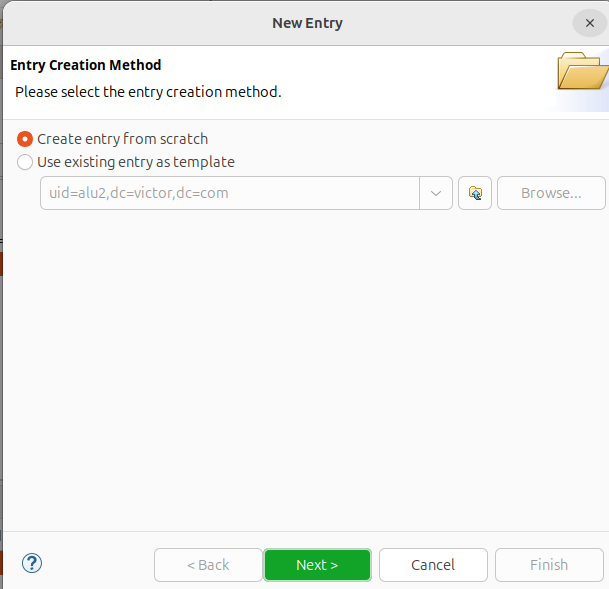 New Entry
Entry Creation Method
Please select the entry creation method.
Create entry from scratch
Use existing entry as template
uid=alu2,dc=victor,dc=com
Browse...
?
< Back
Next >
Cancel
Finish